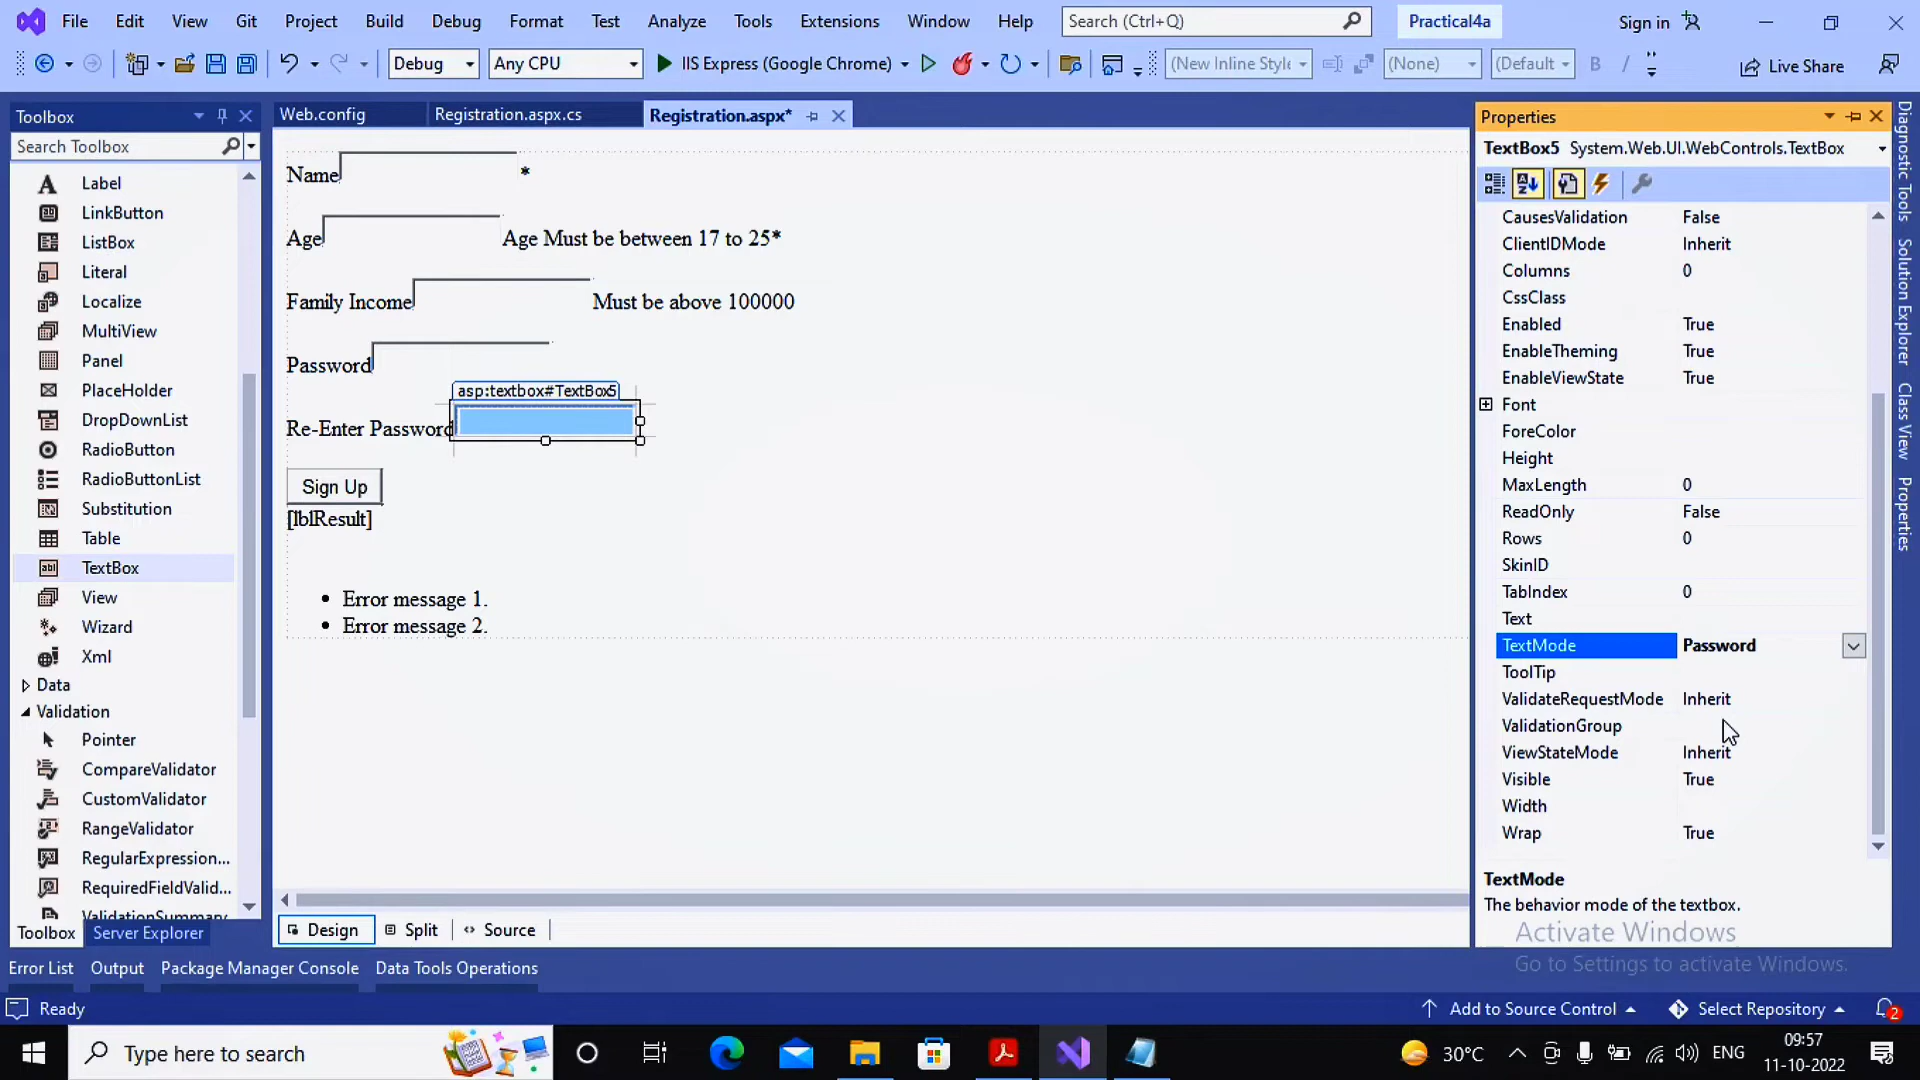 File Edit View Git Project Build Debug Format Test Analyze Tools Extensions Window Help Search (Ctrl+Q) Practical4a Sign in
Debug Any CPU IIS Express (Google Chrome) (New Inline Style (None) (Default B I Live Share
Toolbox
Search Toolbox
Label
LinkButton
ListBox
Literal
Localize
MultiView
Panel
PlaceHolder
DropDownList
RadioButton
RadioButtonList
Substitution
Table
TextBox
View
Wizard
Xml
Data
Validation
Pointer
CompareValidator
CustomValidator
RangeValidator
RegularExpression...
RequiredFieldValid...
ValidationSummary
Toolbox Server Explorer
Web.config Registration.aspx.cs Registration.aspx*
Name *
Age Age Must be between 17 to 25*
Family Income Must be above 100000
Password
asp:textbox#TextBox5
Re-Enter Password
Sign Up
[lblResult]
• Error message 1.
• Error message 2.
Design Split Source
Properties
TextBox5 System.Web.UI.WebControls.TextBox
CausesValidation False
ClientIDMode Inherit
Columns 0
CssClass
Enabled True
EnableTheming True
EnableViewState True
Font
ForeColor
Height
MaxLength 0
ReadOnly False
Rows 0
SkinID
TabIndex 0
Text
TextMode Password
ToolTip
ValidateRequestMode Inherit
ValidationGroup
ViewStateMode Inherit
Visible True
Width
Wrap True
TextMode
The behavior mode of the textbox.
Activate Windows
Go to Settings to activate Windows.
Diagnostic Tools
Solution Explorer
Class View
Properties
Error List Output Package Manager Console Data Tools Operations
Ready Add to Source Control Select Repository 2
Type here to search 30°C ENG 09:57
11-10-2022